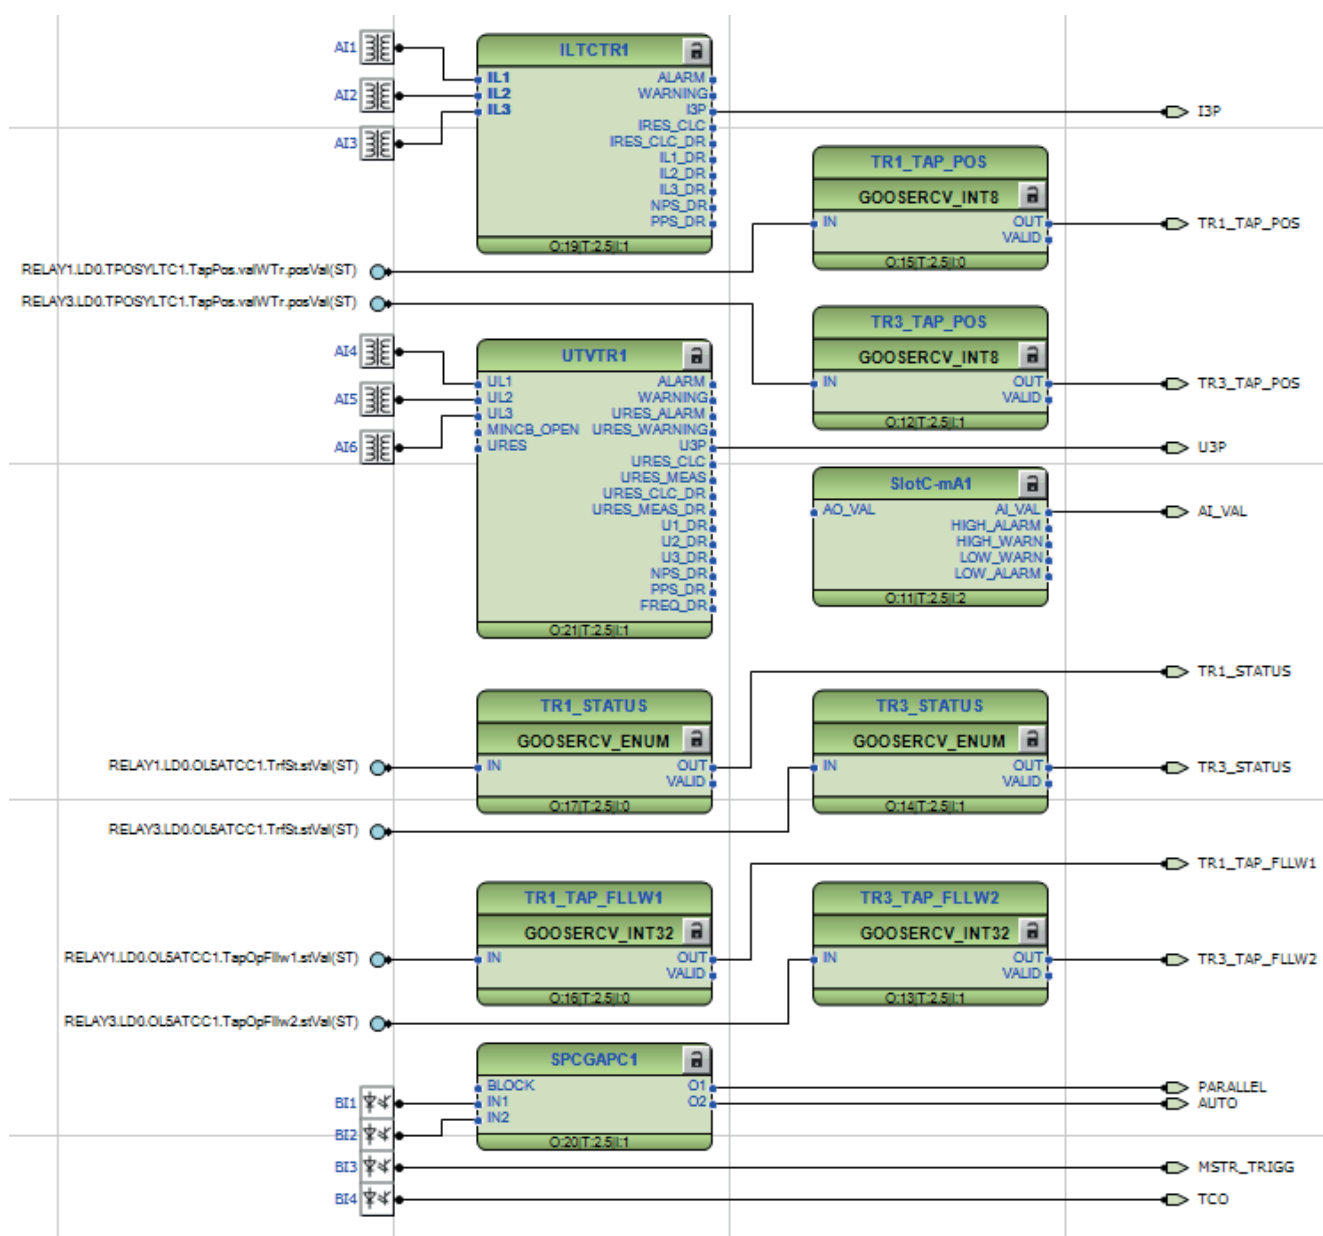 AI1
ILTCTR1
IL1 ALARM
AI2
IL2 WARNING
IL3 I3P
I3P
IRES_CLC
AI3
IRES_CLC_DR
IL1_DR
IL2_DR
IL3_DR
NPS_DR
PPS_DR
O:19|T:2.5|I:1
TR1_TAP_POS
GOOSERCV_INT8
IN OUT
VALID
O:15|T:2.5|I:0
TR1_TAP_POS
RELAY1.LD0.TPOSYLTC1.TapPos.valWTr.posVal(ST)
RELAY3.LD0.TPOSYLTC1.TapPos.valWTr.posVal(ST)
TR3_TAP_POS
GOOSERCV_INT8
IN OUT
VALID
O:12|T:2.5|I:1
TR3_TAP_POS
AI4
UTVTR1
UL1 ALARM
AI5
UL2 WARNING
UL3 URES_ALARM
MINCB_OPEN URES_WARNING
AI6
URES U3P
U3P
URES_CLC
URES_MEAS
URES_CLC_DR
URES_MEAS_DR
U1_DR
U2_DR
U3_DR
NPS_DR
PPS_DR
FREQ_DR
O:21|T:2.5|I:1
SlotC-mA1
AO_VAL AI_VAL
HIGH_ALARM
HIGH_WARN
LOW_WARN
LOW_ALARM
O:11|T:2.5|I:2
AI_VAL
TR1_STATUS
TR1_STATUS
GOOSERCV_ENUM
RELAY1.LD0.OL5ATCC1.TrfSt.stVal(ST)
IN OUT
VALID
O:17|T:2.5|I:0
TR3_STATUS
GOOSERCV_ENUM
IN OUT
VALID
O:14|T:2.5|I:1
TR3_STATUS
RELAY3.LD0.OL5ATCC1.TrfSt.stVal(ST)
TR1_TAP_FLLW1
TR1_TAP_FLLW1
GOOSERCV_INT32
RELAY1.LD0.OL5ATCC1.TapOpFllw1.stVal(ST)
IN OUT
VALID
O:16|T:2.5|I:0
TR3_TAP_FLLW2
GOOSERCV_INT32
IN OUT
VALID
O:13|T:2.5|I:1
TR3_TAP_FLLW2
RELAY3.LD0.OL5ATCC1.TapOpFllw2.stVal(ST)
SPCGAPC1
BLOCK O1
PARALLEL
BI1
IN1 O2
AUTO
IN2
BI2
O:20|T:2.5|I:1
BI3
MSTR_TRIGG
BI4
TCO